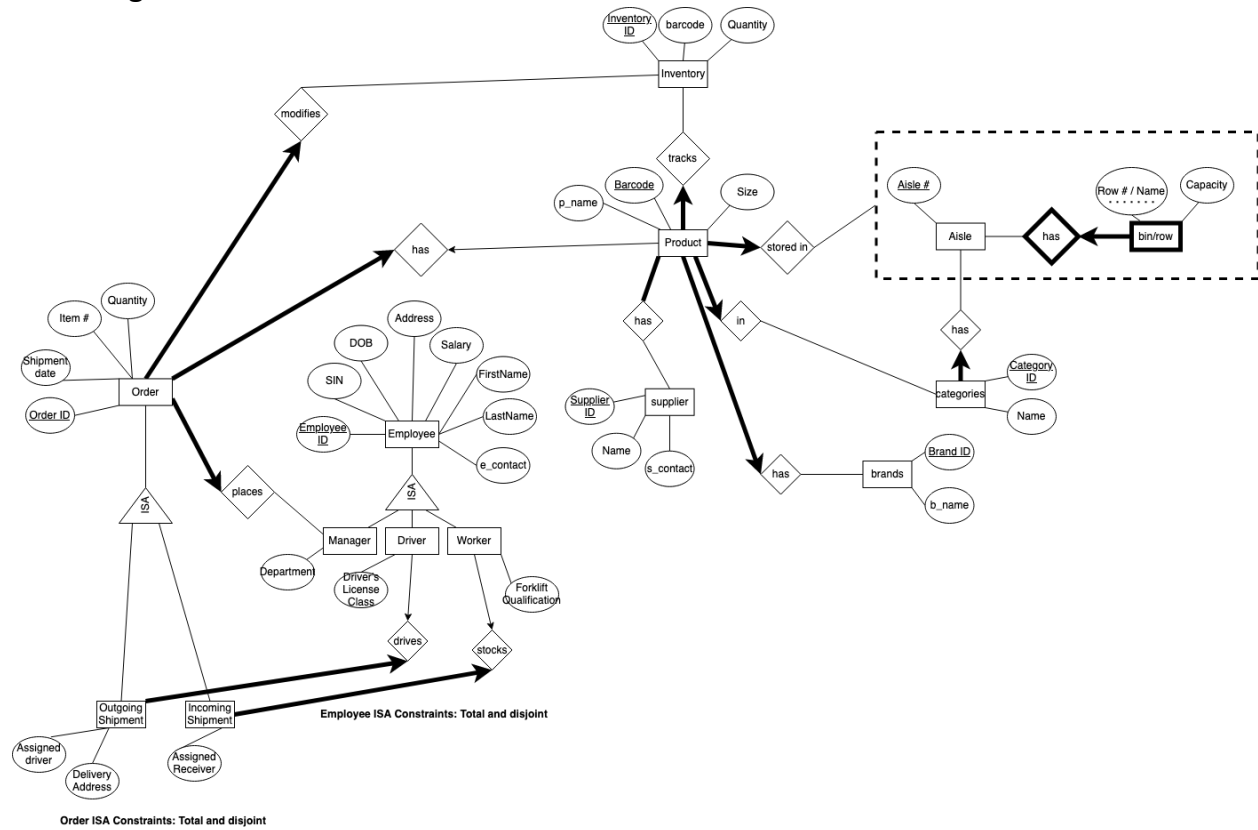 Inventory
ID
barcode
Quantity
Inventory
modifies
tracks
Barcode
Size
p_name
Product
stored in
has
Aisle #
Row # / Name
Capacity
Aisle
has
bin/row
has
in
has
Category
ID
categories
Name
Quantity
Item #
Shipment
date
Order
Order ID
Address
DOB
Salary
SIN
FirstName
LastName
Employee
ID
Employee
e_contact
Supplier
ID
supplier
Name
s_contact
has
brands
Brand ID
b_name
ISA
ISA
places
Manager
Driver
Worker
Department
Driver's
License
Class
Forklift
Qualification
drives
stocks
Outgoing
Shipment
Incoming
Shipment
Employee ISA Constraints: Total and disjoint
Assigned
driver
Delivery
Address
Assigned
Receiver
Order ISA Constraints: Total and disjoint